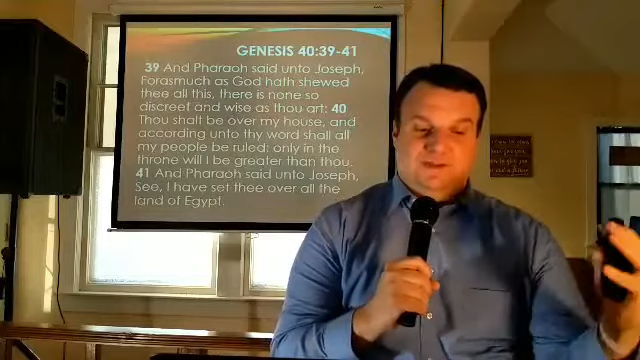 GENESIS 40:39-41
39 And Pharaoh said unto Joseph,
Forasmuch as God hath shewed
thee all this, there is none so
discreet and wise as thou art: 40
Thou shalt be over my house, and
according unto thy word shall all
my people be ruled: only in the
throne will I be greater than thou.
41 And Pharaoh said unto Joseph,
See, I have set thee over all the
land of Egypt.